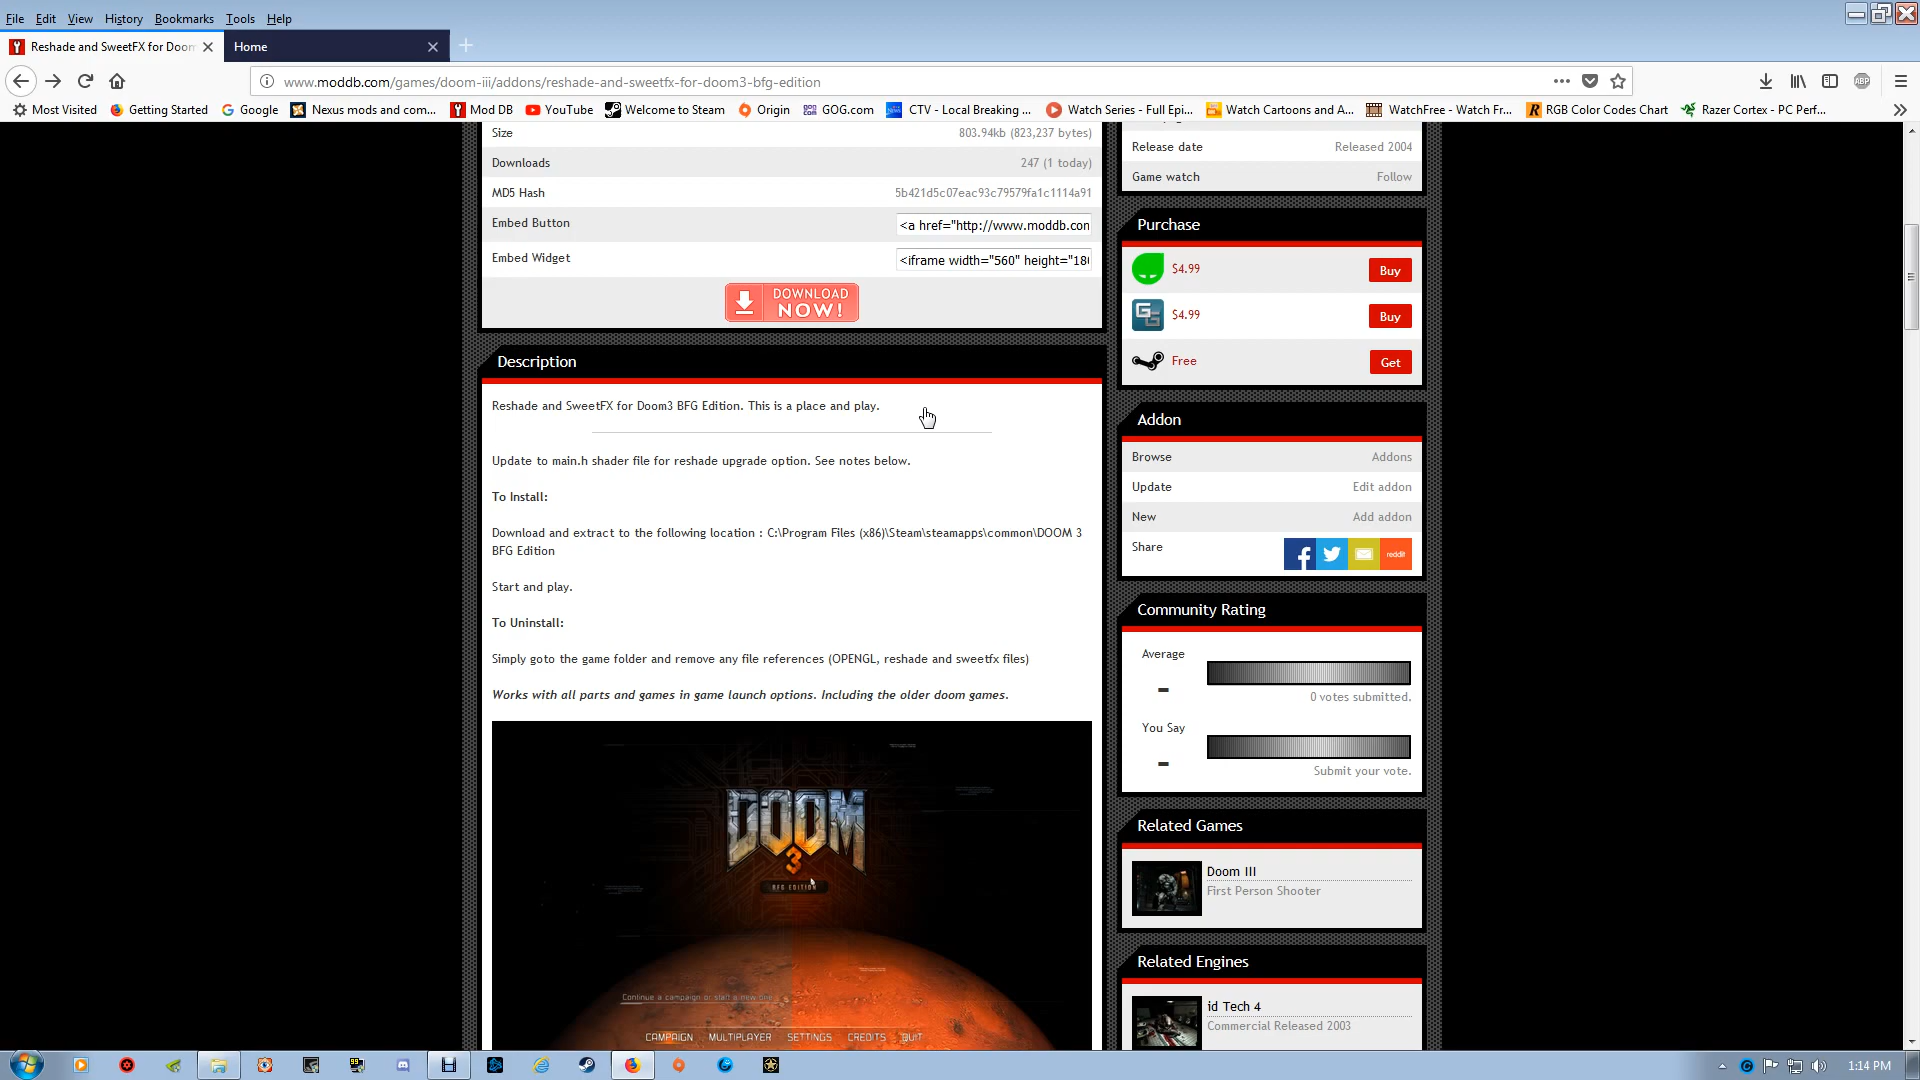 File Edit View History Bookmarks Tools Help
Reshade and SweetFX for Doom
Home
www.moddb.com/games/doom-iii/addons/reshade-and-sweetfx-for-doom3-bfg-edition
Most Visited Getting Started Google Nexus mods and com... Mod DB YouTube Welcome to Steam Origin GOG.com CTV - Local Breaking ... Watch Series - Full Epi... Watch Cartoons and A... WatchFree - Watch Fr... RGB Color Codes Chart Razer Cortex - PC Perf...
Size 803.94kb (823,237 bytes)
Downloads 247 (1 today)
MD5 Hash 5b421d5c07eac93c79579fa1c1114a91
Embed Button <a href="http://www.moddb.con
Embed Widget <iframe width="560" height="18
DOWNLOAD
NOW!
Description
Reshade and SweetFX for Doom3 BFG Edition. This is a place and play.
Update to main.h shader file for reshade upgrade option. See notes below.
To Install:
Download and extract to the following location : C:\Program Files (x86)\Steam\steamapps\common\DOOM 3
BFG Edition
Start and play.
To Uninstall:
Simply goto the game folder and remove any file references (OPENGL, reshade and sweetfx files)
Works with all parts and games in game launch options. Including the older doom games.
DOOM
3
BFG EDITION
Continue a campaign or start a new one
CAMPAIGN MULTIPLAYER SETTINGS CREDITS QUIT
Release date Released 2004
Game watch Follow
Purchase
$4.99 Buy
$4.99 Buy
Free Get
Addon
Browse Addons
Update Edit addon
New Add addon
Share reddit
Community Rating
Average
-
0 votes submitted.
You Say
-
Submit your vote.
Related Games
Doom III
First Person Shooter
Related Engines
id Tech 4
Commercial Released 2003
1:14 PM